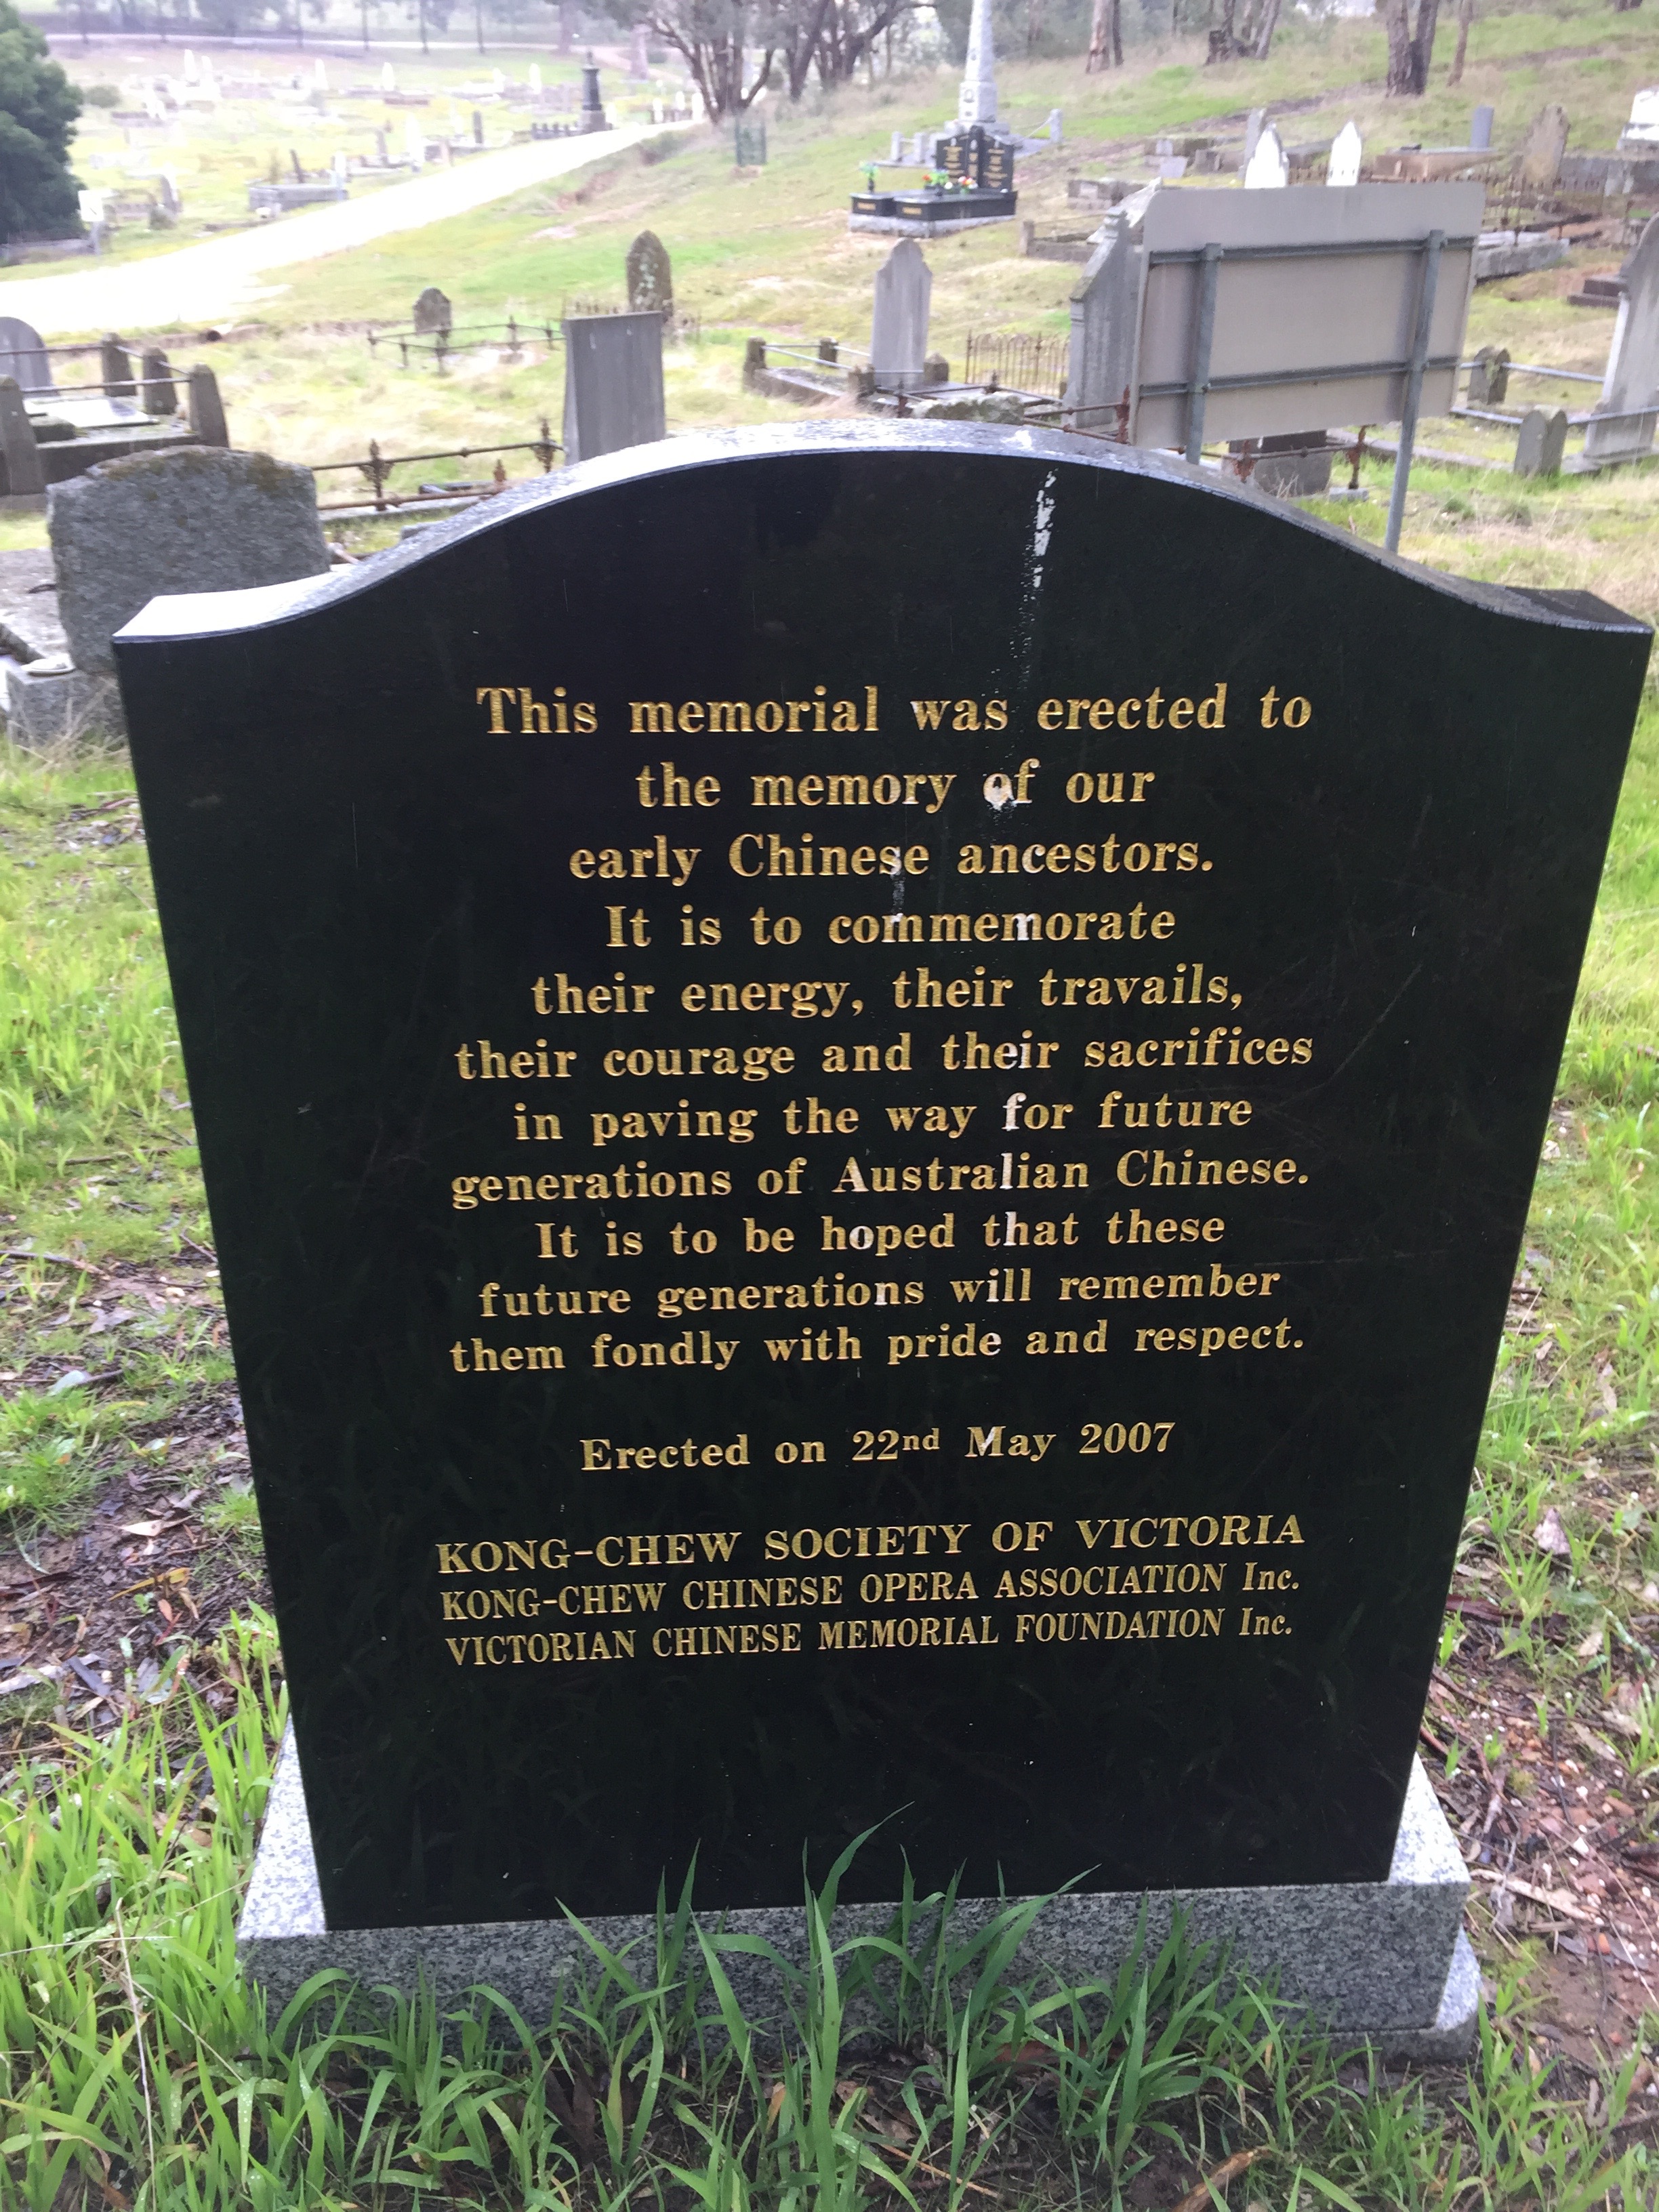 This memorial was erected to
the memory of our
early Chinese ancestors.
It is to commemorate
their energy, their travails,
their courage and their sacrifices
in paving the way for future
generations of Australian Chinese.
It is to be hoped that these
future generations will remember
them fondly with pride and respect.
Erected on 22nd May 2007
KONG-CHEW SOCIETY OF VICTORIA
KONG-CHEW CHINESE OPERA ASSOCIATION Inc.
VICTORIAN CHINESE MEMORIAL FOUNDATION Inc.